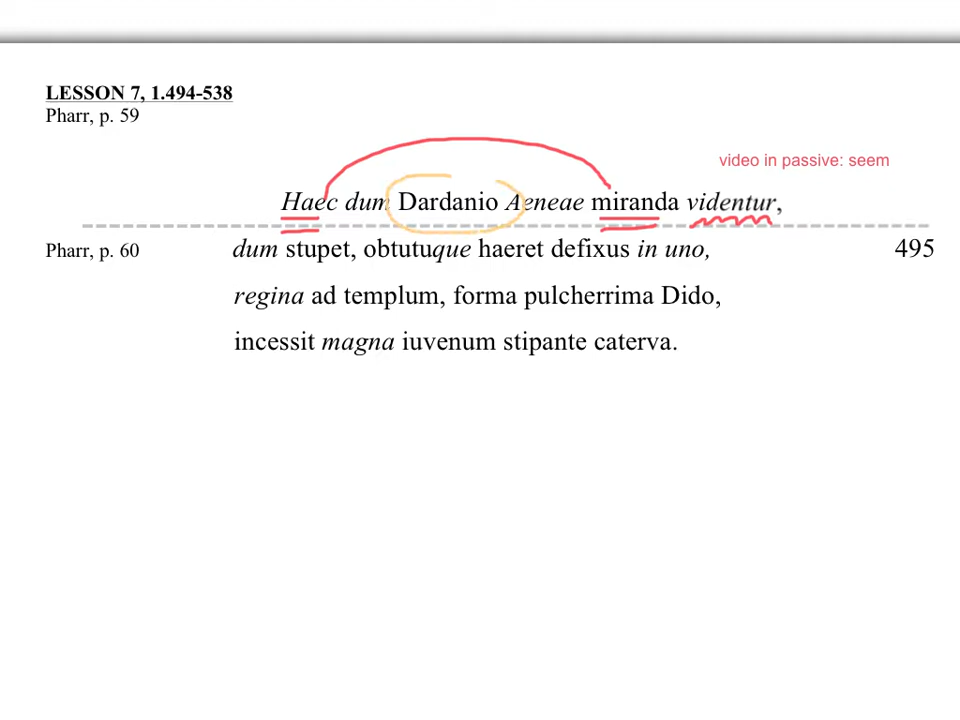 LESSON 7, 1.494-538
Pharr, p. 59
video in passive: seem
Haec dum Dardanio Aeneae miranda videntur,
Pharr, p. 60 dum stupet, obtutuque haeret defixus in uno, 495
regina ad templum, forma pulcherrima Dido,
incessit magna iuvenum stipante caterva.